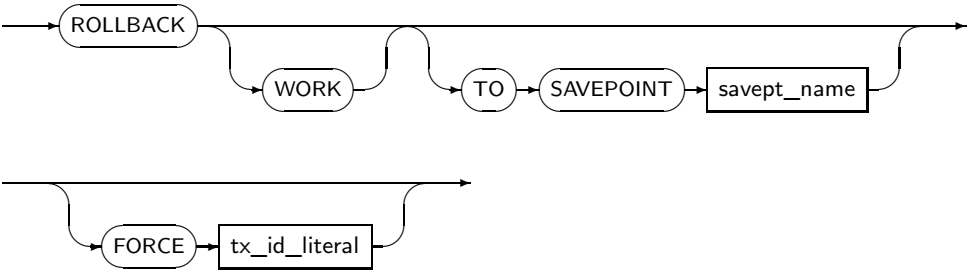 ROLLBACK
WORK TO SAVEPOINT savept_name
FORCE tx_id_literal